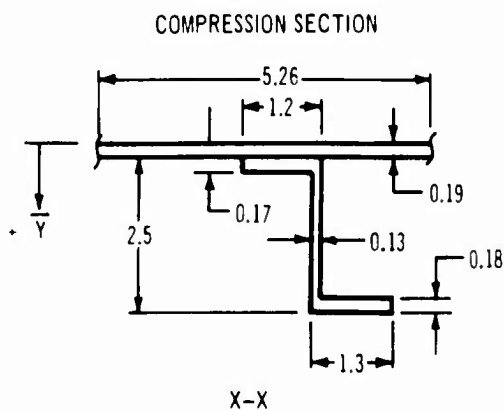 COMPRESSION SECTION
5.26
1.2
Y
0.17
0.19
2.5
0.13
0.18
1.3
X-X